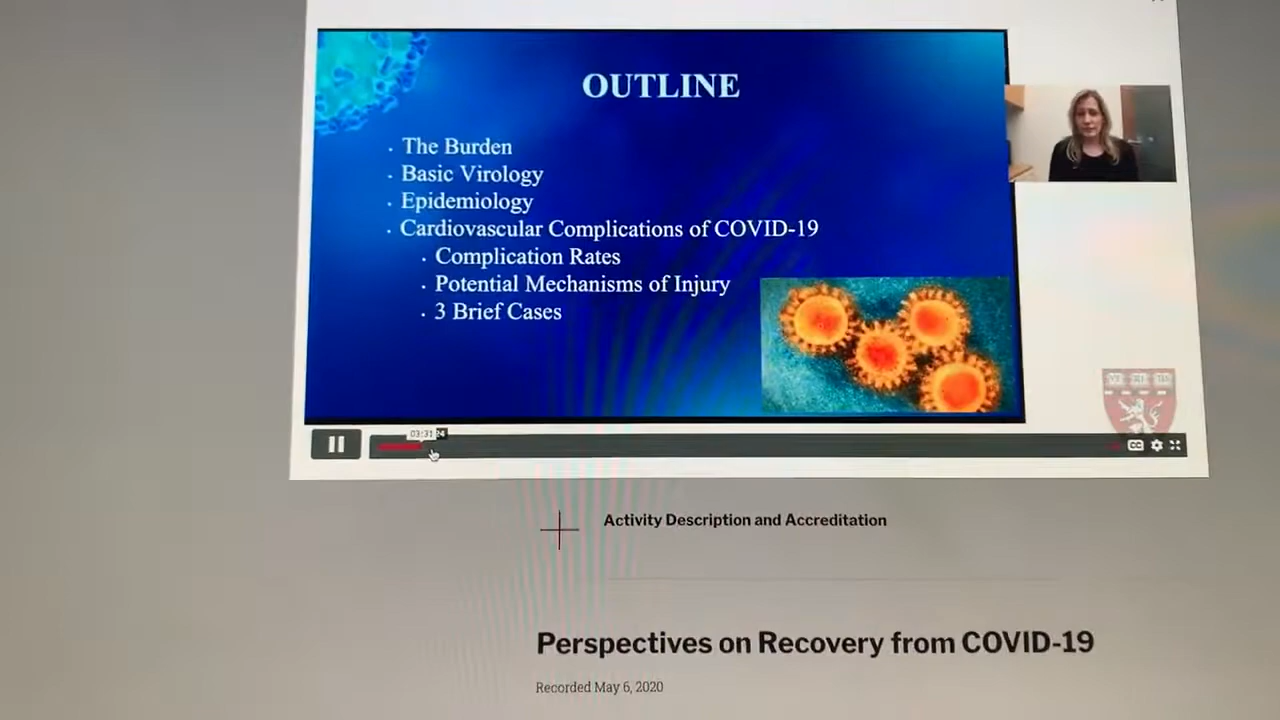 OUTLINE
· The Burden
· Basic Virology
· Epidemiology
· Cardiovascular Complications of COVID-19
· Complication Rates
· Potential Mechanisms of Injury
· 3 Brief Cases
03:31
CC
Activity Description and Accreditation
Perspectives on Recovery from COVID-19
Recorded May 6, 2020